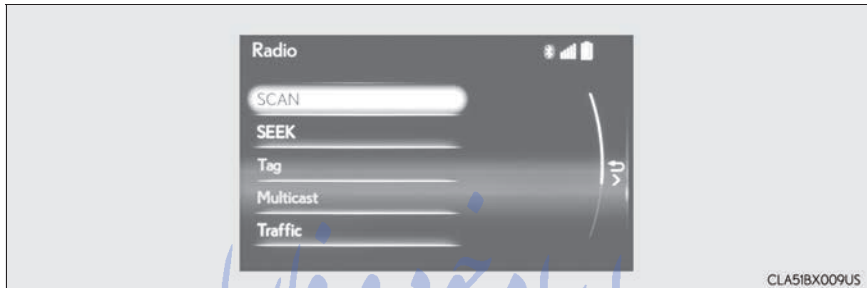 Radio
SCAN
SEEK
Tag
Multicast
Traffic
CLA51BX009US